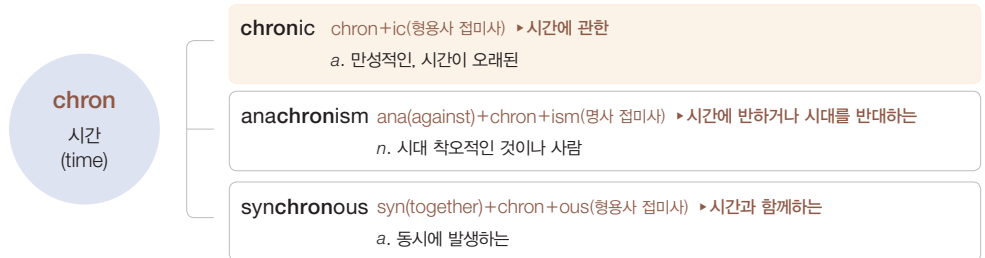 chron
시간
(time)
chronic chron+ic(형용사 접미사) ▸시간에 관한
a. 만성적인, 시간이 오래된
anachronism ana(against)+chron+ism(명사 접미사) ▸시간에 반하거나 시대를 반대하는
n. 시대 착오적인 것이나 사람
synchronous syn(together)+chron+ous(형용사 접미사) ▸시간과 함께하는
a. 동시에 발생하는